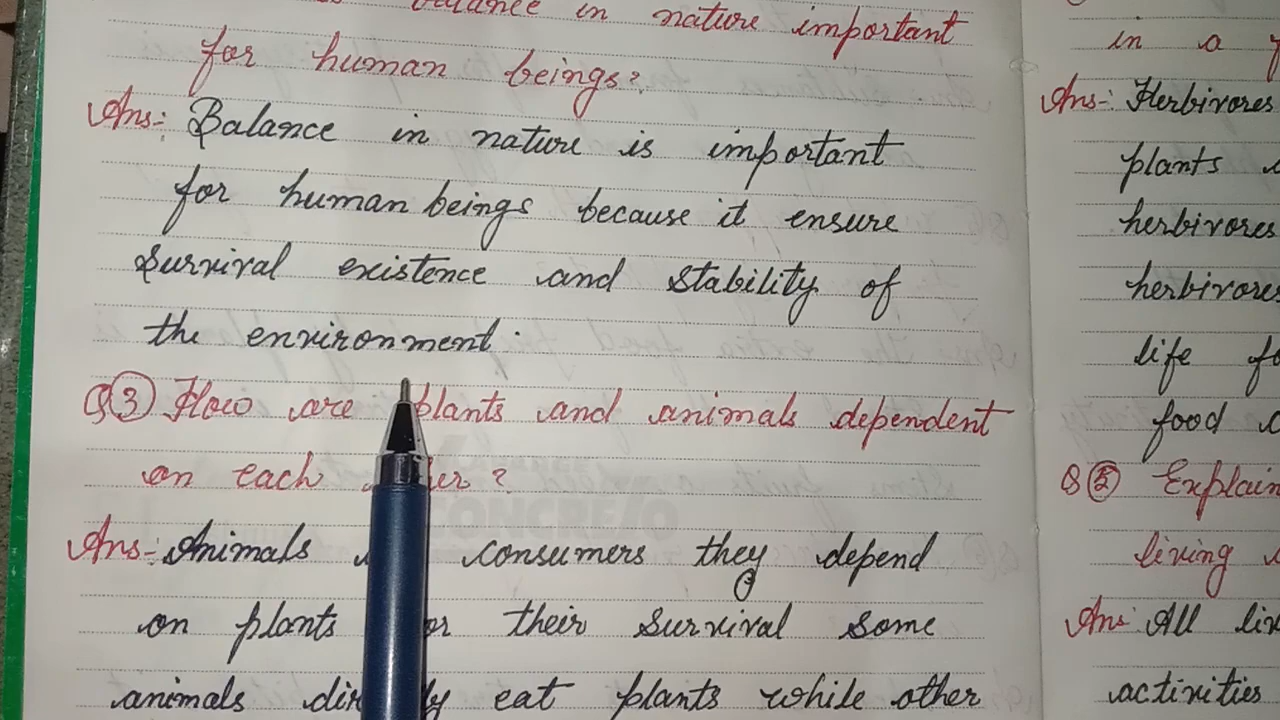 balance in nature important
for human beings?
Ans:- Balance in nature is important
for human beings because it ensure
survival existence and stability of
the environment.
Q③ How are plants and animals dependent
on each ?
Ans- Animals consumers they depend
on plants their survival some
animals eat plants while other
in a
Ans-: Herbivores
plants
herbivores
herbivores
life
food
Q⑤ Explain
living
Ans: All
activities
CONCRETO